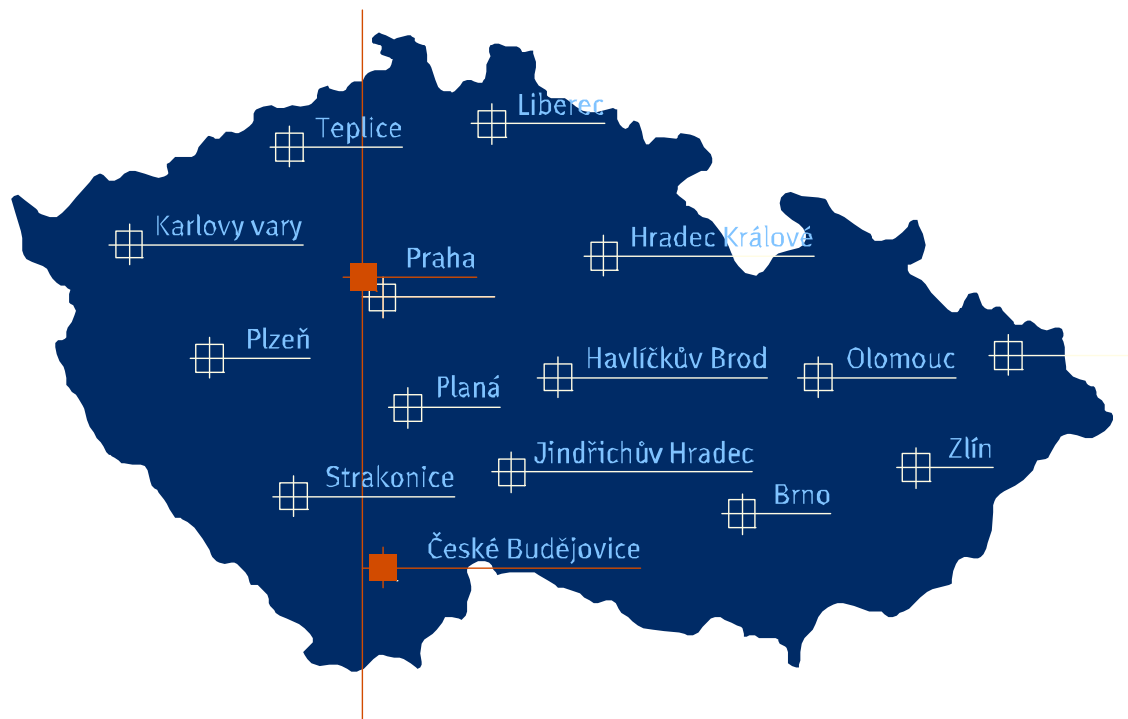 Liberec
Teplice
Karlovy vary
Hradec Králové
Praha
Plzeň
Havlíčkův Brod
Olomouc
Planá
Jindřichův Hradec
Zlín
Strakonice
Brno
České Budějovice